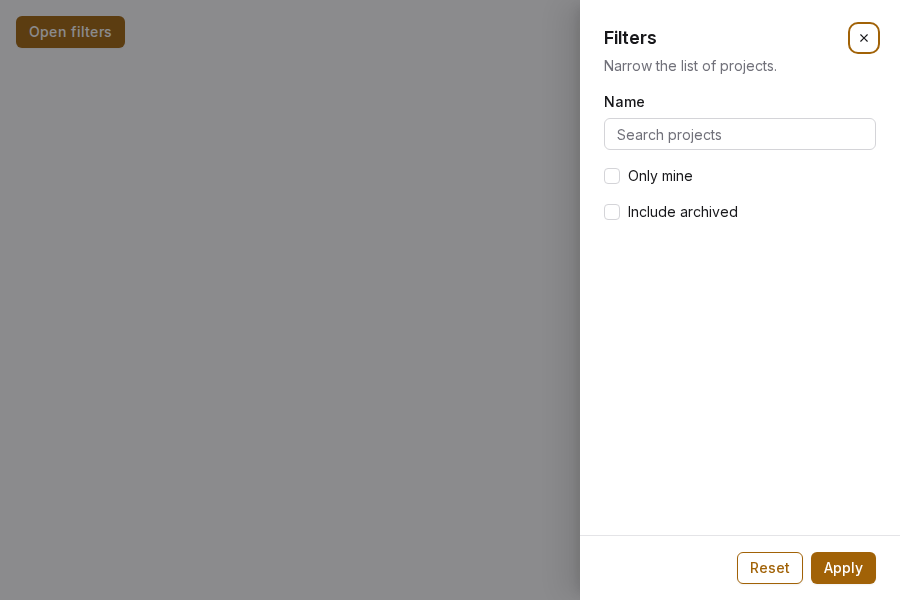 Open filters
Filters
Narrow the list of projects.
Name
Search projects
Only mine
Include archived
Reset
Apply